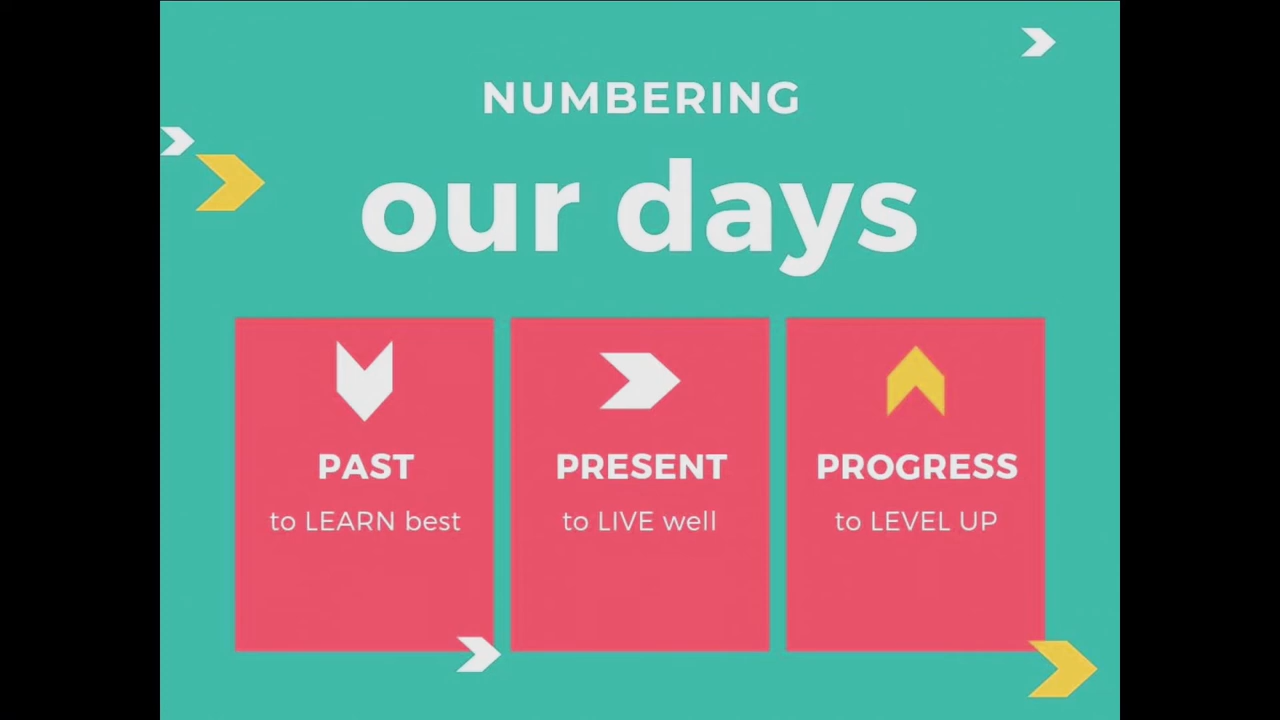 NUMBERING
our days
PAST
to LEARN best
PRESENT
to LIVE well
PROGRESS
to LEVEL UP